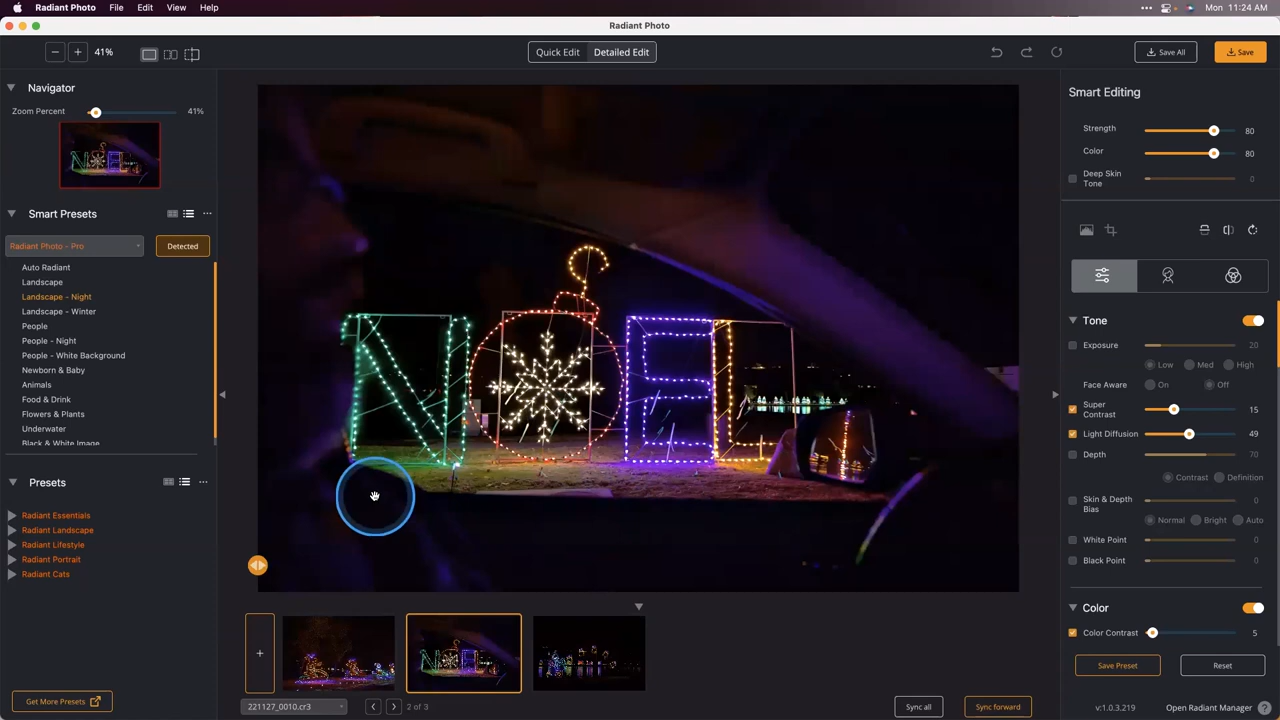 Radiant Photo File Edit View Help Mon 11:24 AM
Radiant Photo
41% Quick Edit Detailed Edit Save All Save
Navigator
Zoom Percent 41%
Smart Presets
Radiant Photo - Pro Detected
Auto Radiant
Landscape
Landscape - Night
Landscape - Winter
People
People - Night
People - White Background
Newborn & Baby
Animals
Food & Drink
Flowers & Plants
Underwater
Black & White Image
Presets
Radiant Essentials
Radiant Landscape
Radiant Lifestyle
Radiant Portrait
Radiant Cats
Get More Presets
NOEL
221127_0010.cr3 2 of 3 Sync all Sync forward
Smart Editing
Strength 80
Color 80
Deep Skin
Tone 0
Tone
Exposure 20
Low Med High
Face Aware On Off
Super
Contrast 15
Light Diffusion 49
Depth 70
Contrast Definition
Skin & Depth
Bias 0
Normal Bright Auto
White Point 0
Black Point 0
Color
Color Contrast 5
Save Preset Reset
v:1.0.3.219 Open Radiant Manager ?